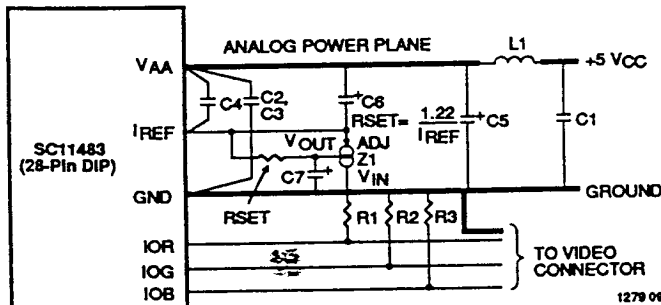 ANALOG POWER PLANE
L1
+5 VCC
VAA
C4
C2,
C3
+C6
RSET= 1.22
IREF
+C5
C1
IREF
SC11483
(28-Pin DIP)
VOUT
ADJ
Z1
VIN
C7
+
GND
RSET
GROUND
R1
R2
R3
IOR
IOG
IOB
TO VIDEO
CONNECTOR
1279 09